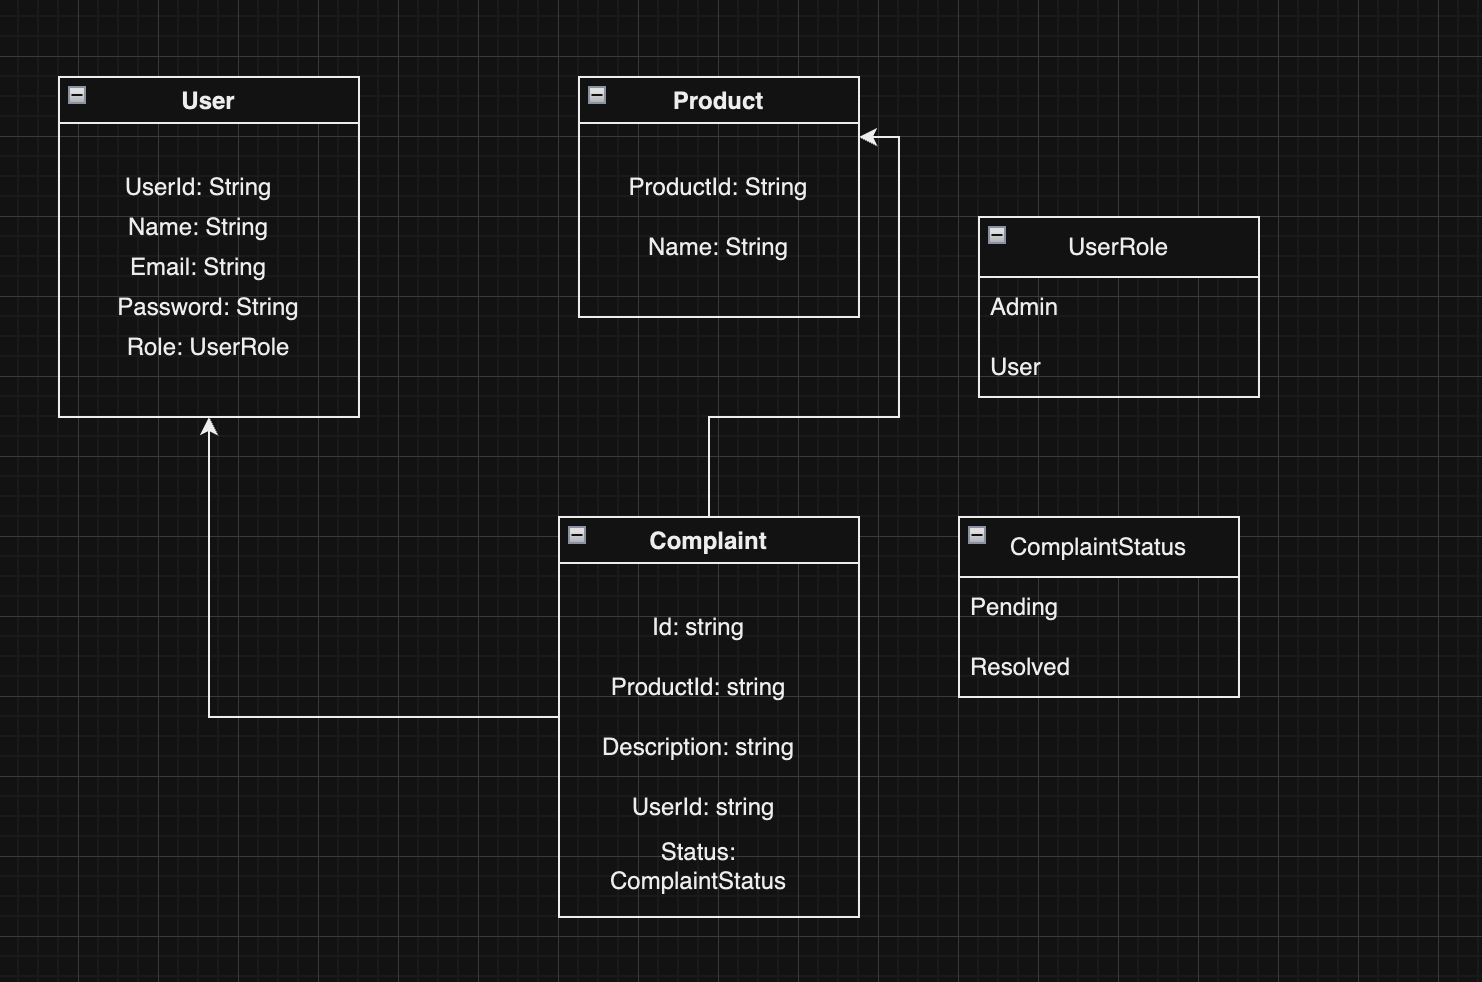 User
UserId: String
Name: String
Email: String
Password: String
Role: UserRole
Product
ProductId: String
Name: String
UserRole
Admin
User
Complaint
Id: string
ProductId: string
Description: string
UserId: string
Status:
ComplaintStatus
ComplaintStatus
Pending
Resolved